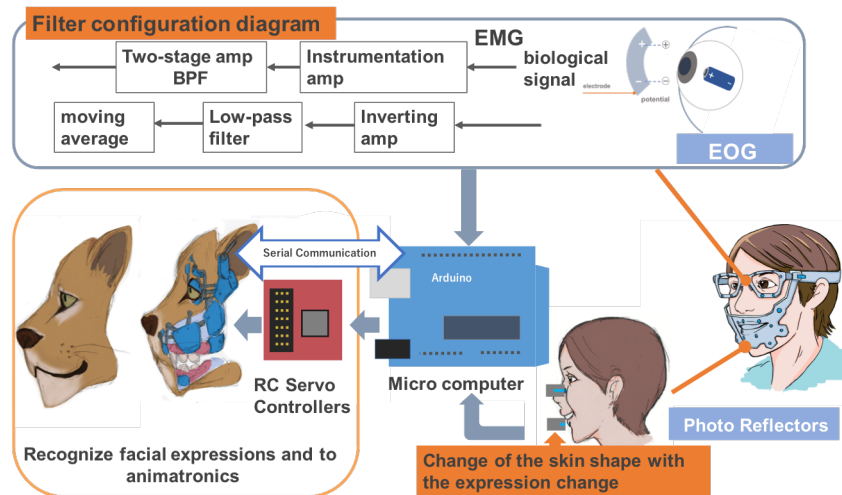 Filter configuration diagram
EMG
Two-stage amp
BPF
Instrumentation
amp
biological
signal
+
+
−
−
electrode
potential
+
-
moving
average
Low-pass
filter
Inverting
amp
EOG
Serial Communication
Arduino
RC Servo
Controllers
Micro computer
Photo Reflectors
Recognize facial expressions and to
animatronics
Change of the skin shape with
the expression change